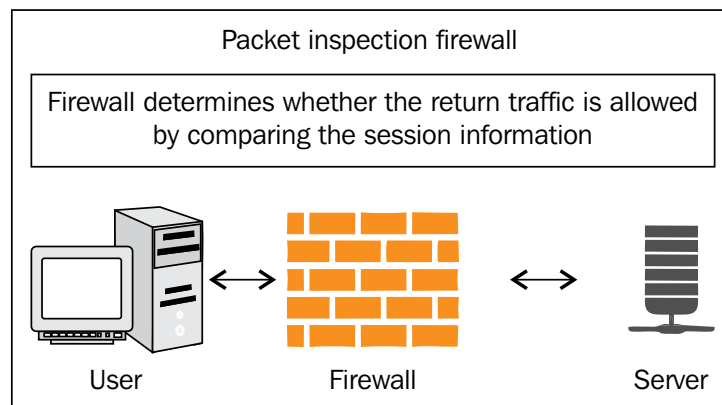 Packet inspection firewall
Firewall determines whether the return traffic is allowed
by comparing the session information
User
Firewall
Server